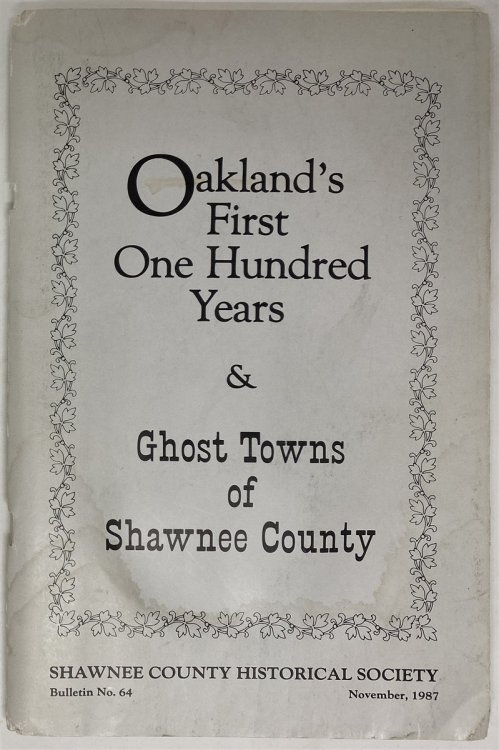 Oakland's
First
One Hundred
Years
&
Ghost Towns
of
Shawnee County
SHAWNEE COUNTY HISTORICAL SOCIETY
Bulletin No. 64 November, 1987